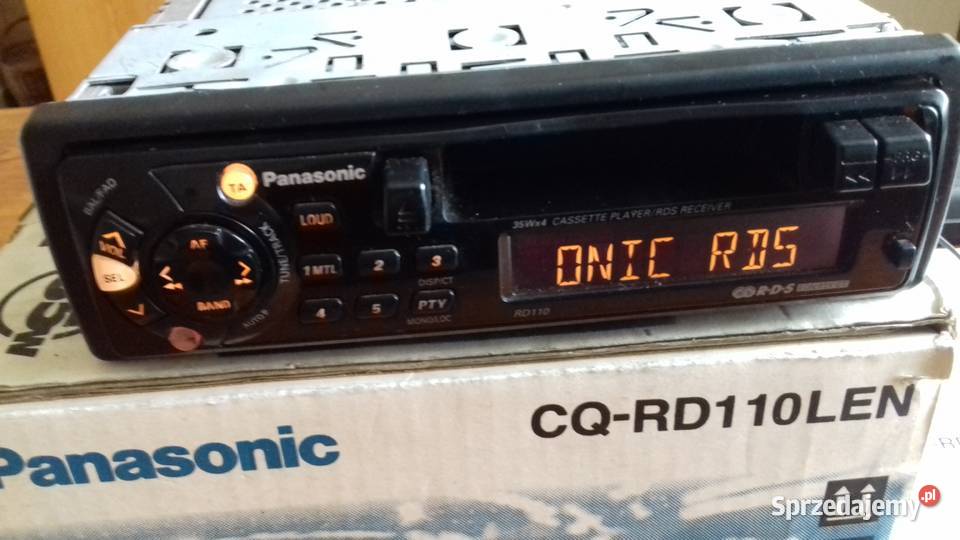 Panasonic
BAL/FAD
TA
VOL
SEL
AF
BAND
TUNE/TRACK
AUTO P
LOUD
1 MTL
2
3
DISP/CT
4
5
PTY
MONO/LOC
35Wx4 CASSETTE PLAYER/RDS RECEIVER
ONIC RDS
R·D·S
RD110
CQ-RD110LEN
Panasonic
Sprzedajemy.pl